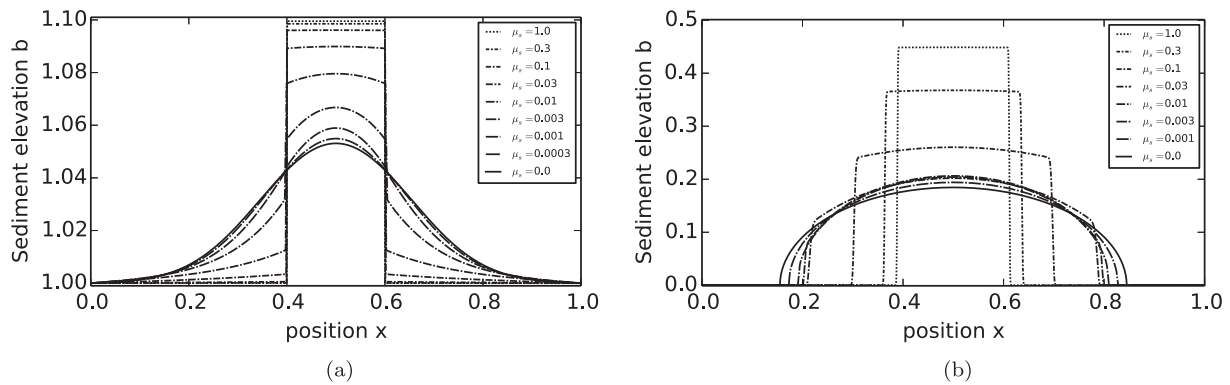 1.10
1.08
1.06
1.04
1.02
1.00
Sediment elevation b
0.0
0.2
0.4
0.6
0.8
1.0
position x
μs = 1.0
μs = 0.3
μs = 0.1
μs = 0.03
μs = 0.01
μs = 0.003
μs = 0.001
μs = 0.0003
μs = 0.0
(a)
0.5
0.4
0.3
0.2
0.1
0.0
Sediment elevation b
0.0
0.2
0.4
0.6
0.8
1.0
position x
μs = 1.0
μs = 0.3
μs = 0.1
μs = 0.03
μs = 0.01
μs = 0.003
μs = 0.001
μs = 0.0
(b)